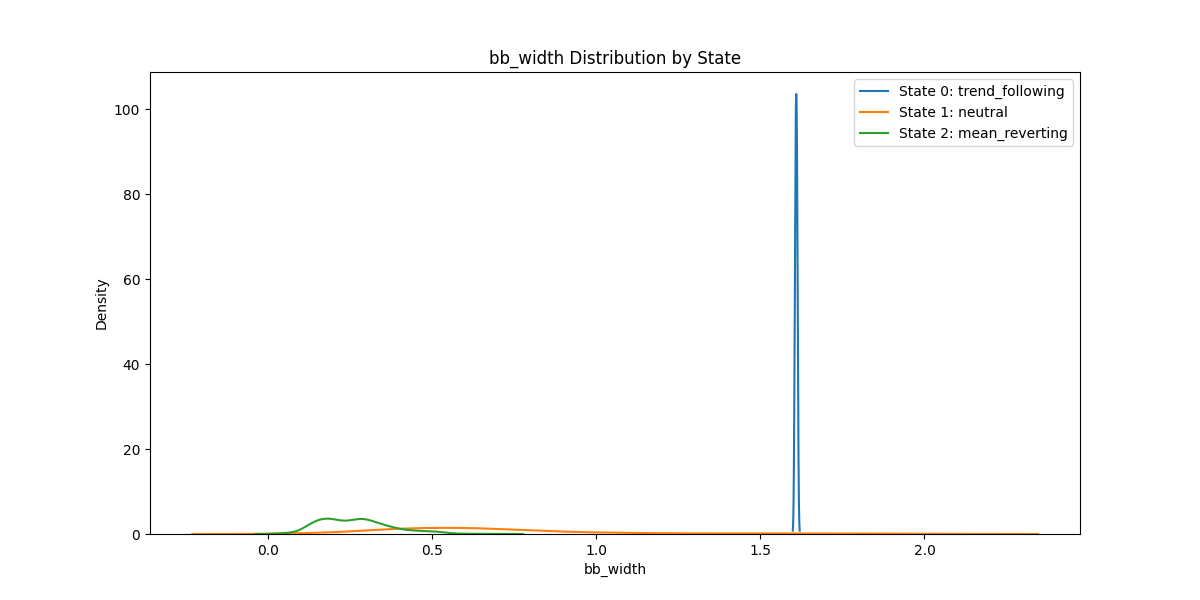 bb_width Distribution by State
State 0: trend_following
State 1: neutral
State 2: mean_reverting
Density
100
80
60
40
20
0
0.0 0.5 1.0 1.5 2.0
bb_width